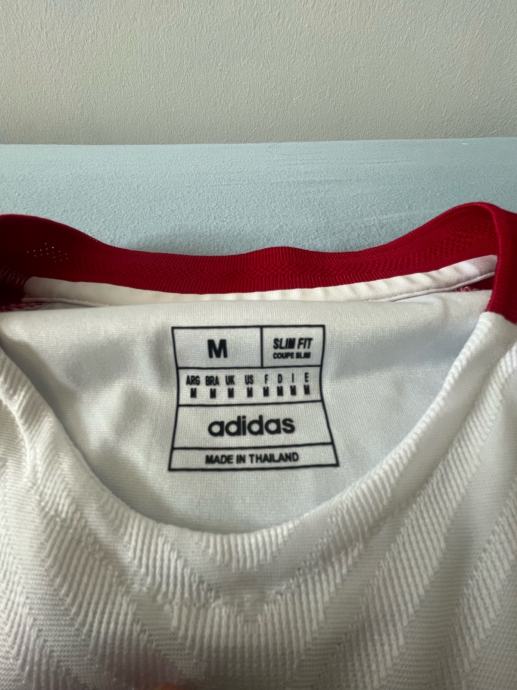 M
SLIM FIT
COUPE SLIM
ARG BRA UK US F D I E
M M M M M M M M
adidas
MADE IN THAILAND